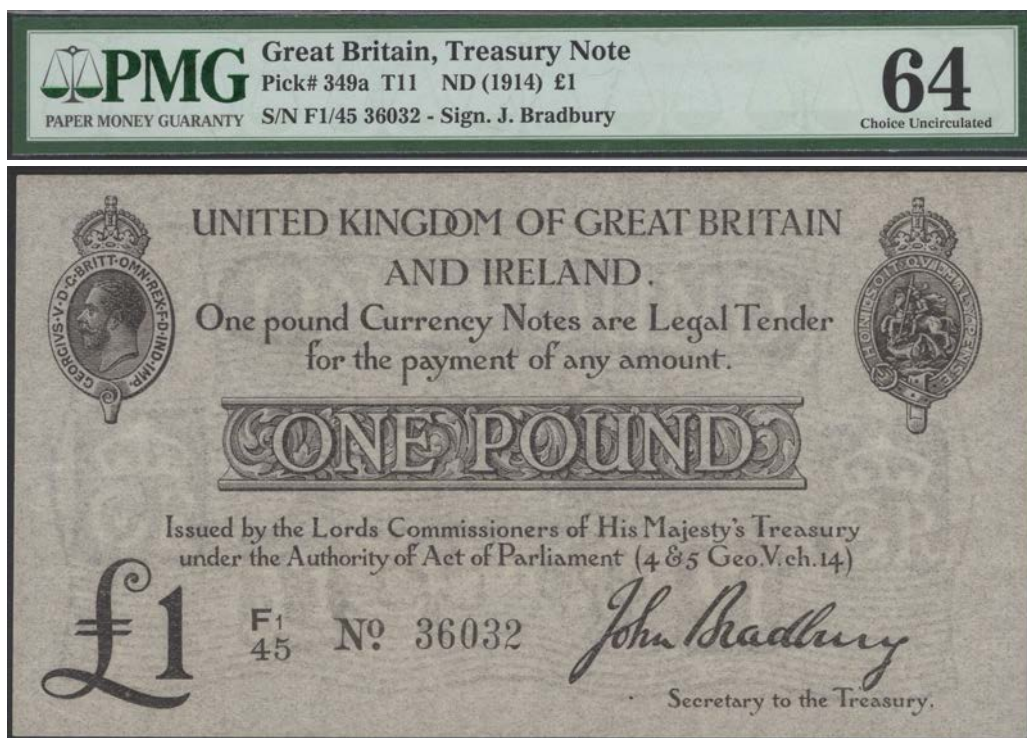 PMG
PAPER MONEY GUARANTY
Great Britain, Treasury Note
Pick# 349a T11 ND (1914) £1
S/N F1/45 36032 - Sign. J. Bradbury
64
Choice Uncirculated
UNITED KINGDOM OF GREAT BRITAIN
AND IRELAND.
GEORGIVS·V·D·G·BRITT·OMN·REX·F·D·IND·IMP·
HONI·SOIT·QVI·MAL·Y·PENSE
One pound Currency Notes are Legal Tender
for the payment of any amount.
ONE POUND
Issued by the Lords Commissioners of His Majesty's Treasury
under the Authority of Act of Parliament (4 & 5 Geo.V.ch.14)
£1
F1
45
Nº 36032
John Bradbury
Secretary to the Treasury.